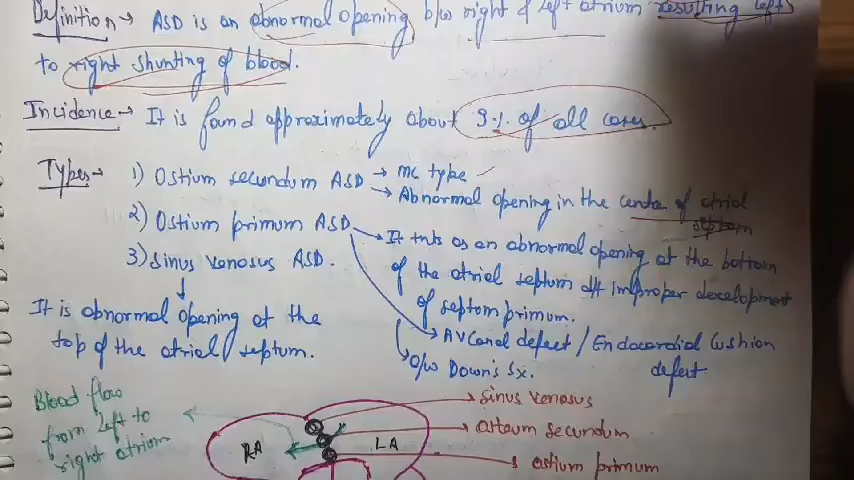 Definition → ASD is an abnormal opening b/w right & left atrium resulting left
to right shunting of blood.
Incidence → It is found approximately about 9% of all cases.
Types → 1) Ostium secundum ASD → mc type
→ Abnormal opening in the center of atrial
septum
2) Ostium primum ASD
→ It as an abnormal opening at the bottom
of the atrial septum d/t improper development
of septum primum.
→ AV Canal defect / Endocardial Cushion
defect
→ O/w Down's Sx.
3) Sinus venosus ASD.
↓
It is abnormal opening at the
top of the atrial septum.
Blood flow
from left to
right atrium
RA
LA
→ sinus venosus
→ ostium secundum
→ ostium primum